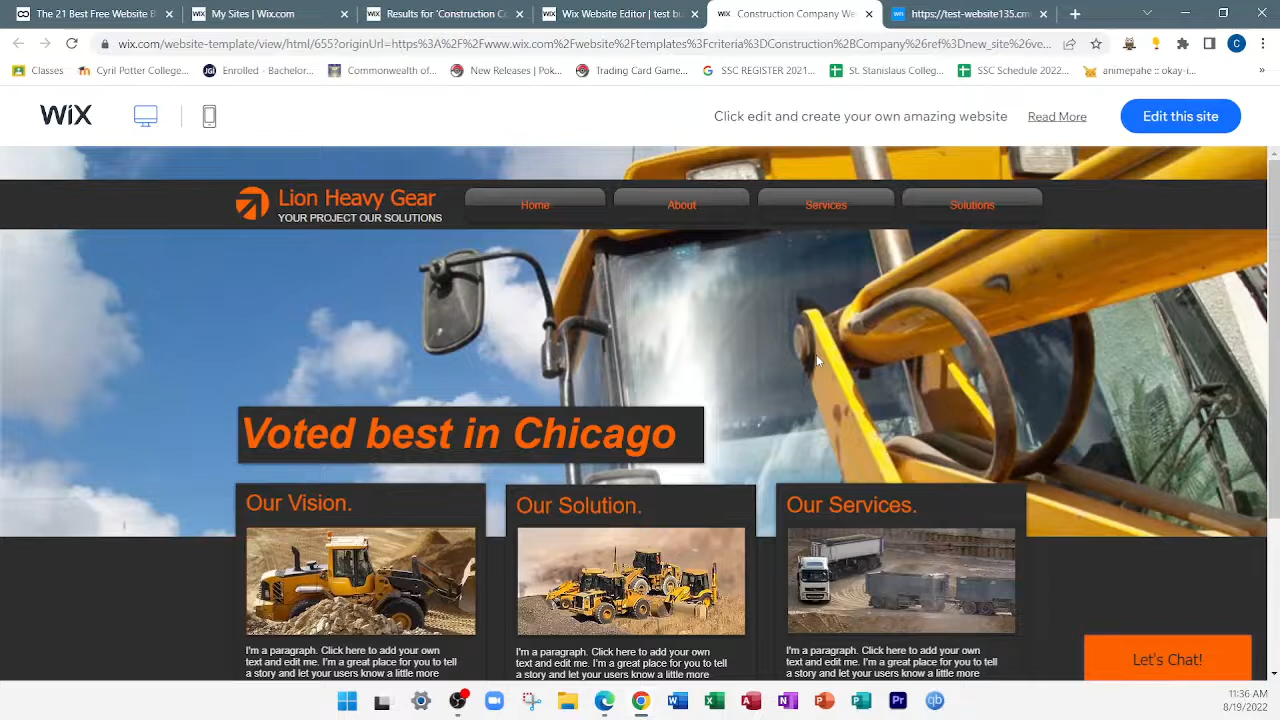 The 21 Best Website B
My Sites | Wix.com
Results for 'Construction Co
Wix Website Editor | test bu
Construction Company We
https://test-website135.cm
wix.com/website-template/view/html/655?originUrl=https%3A%2F%2Fwww.wix.com%2Fwebsite%2Ftemplates%2Fhtml%2Fcriteria%3DConstruction%2BCompany%26ref%3Dnew_site%26ve...
Classes
Cyril Potter College...
Enrolled - Bachelor...
Commonwealth of...
New Releases | Pok...
Trading Card Game...
SSC REGISTER 2021...
St. Stanislaus Colleg...
SSC Schedule 2022...
animepahe :: okay-i...
»
WiX
Click edit and create your own amazing website
Read More
Edit this site
Lion Heavy Gear
YOUR PROJECT OUR SOLUTIONS
Home
About
Services
Solutions
Voted best in Chicago
Our Vision.
Our Solution.
Our Services.
I'm a paragraph. Click here to add your own
text and edit me. I'm a great place for you to tell
a story and let your users know a little more
I'm a paragraph. Click here to add your own
text and edit me. I'm a great place for you to tell
a story and let your users know a little more
I'm a paragraph. Click here to add your own
text and edit me. I'm a great place for you to tell
a story and let your users know a little more
Let's Chat!
11:36 AM
8/19/2022